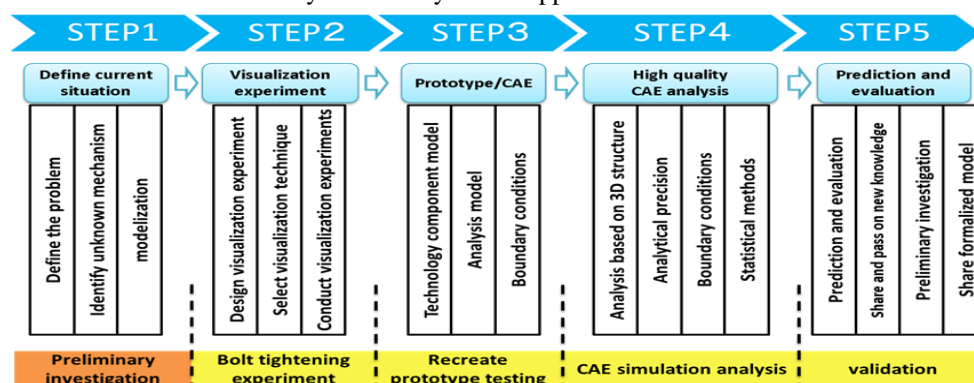 STEP1
STEP2
STEP3
STEP4
STEP5
Define current
situation
Visualization
experiment
Prototype/CAE
High quality
CAE analysis
Prediction and
evaluation
Define the problem
Identify unknown mechanism
modelization
Design visualization experiment
Select visualization technique
Conduct visualization experiments
Technology component model
Analysis model
Boundary conditions
Analysis based on 3D structure
Analytical precision
Boundary conditions
Statistical methods
Prediction and evaluation
Share and pass on new knowledge
Preliminary investigation
Share formalized model
Preliminary
investigation
Bolt tightening
experiment
Recreate
prototype testing
CAE simulation analysis
validation